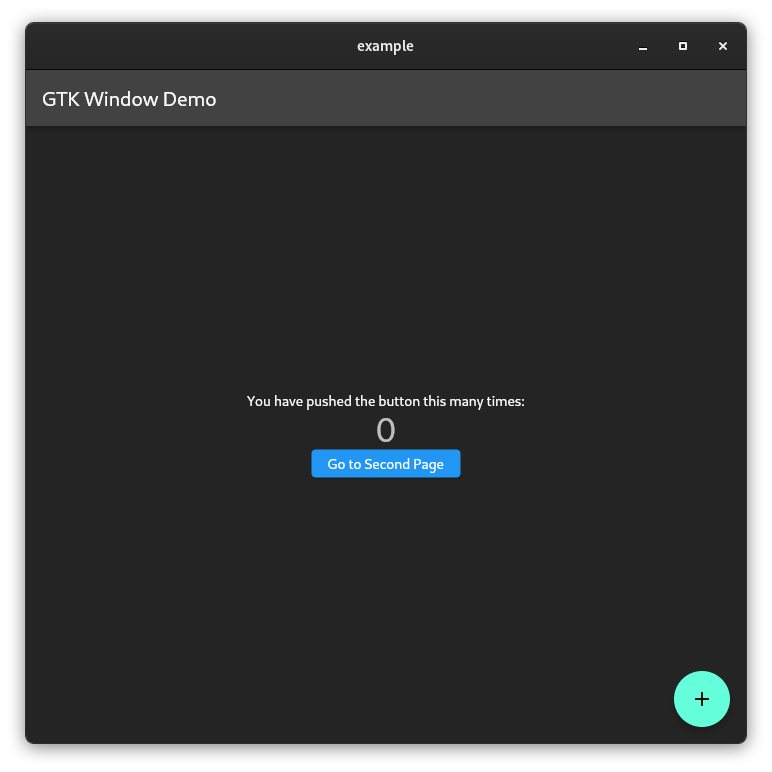 example
GTK Window Demo
You have pushed the button this many times:
0
Go to Second Page
+